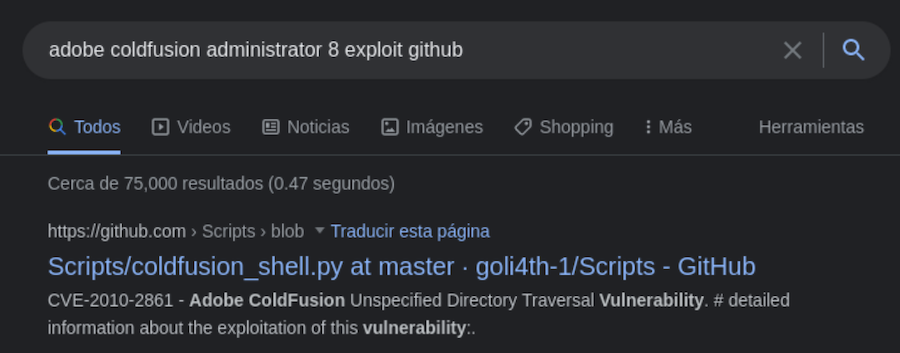 adobe coldfusion administrator 8 exploit github
Todos Videos Noticias Imágenes Shopping Más Herramientas
Cerca de 75,000 resultados (0.47 segundos)
https://github.com › Scripts › blob Traducir esta página
Scripts/coldfusion_shell.py at master · goli4th-1/Scripts - GitHub
CVE-2010-2861 - Adobe ColdFusion Unspecified Directory Traversal Vulnerability. # detailed
information about the exploitation of this vulnerability:.